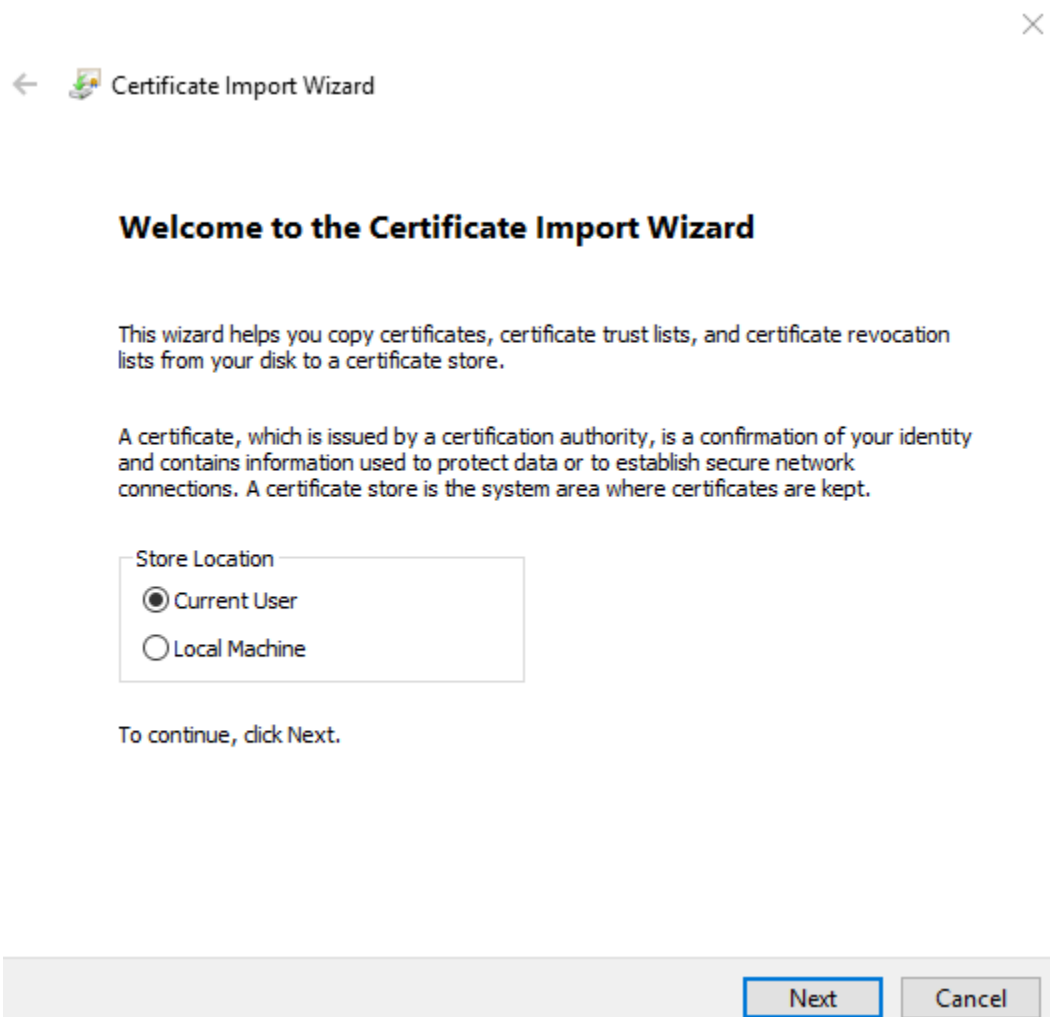 Certificate Import Wizard
Welcome to the Certificate Import Wizard
This wizard helps you copy certificates, certificate trust lists, and certificate revocation
lists from your disk to a certificate store.
A certificate, which is issued by a certification authority, is a confirmation of your identity
and contains information used to protect data or to establish secure network
connections. A certificate store is the system area where certificates are kept.
Store Location
Current User
Local Machine
To continue, click Next.
Next
Cancel